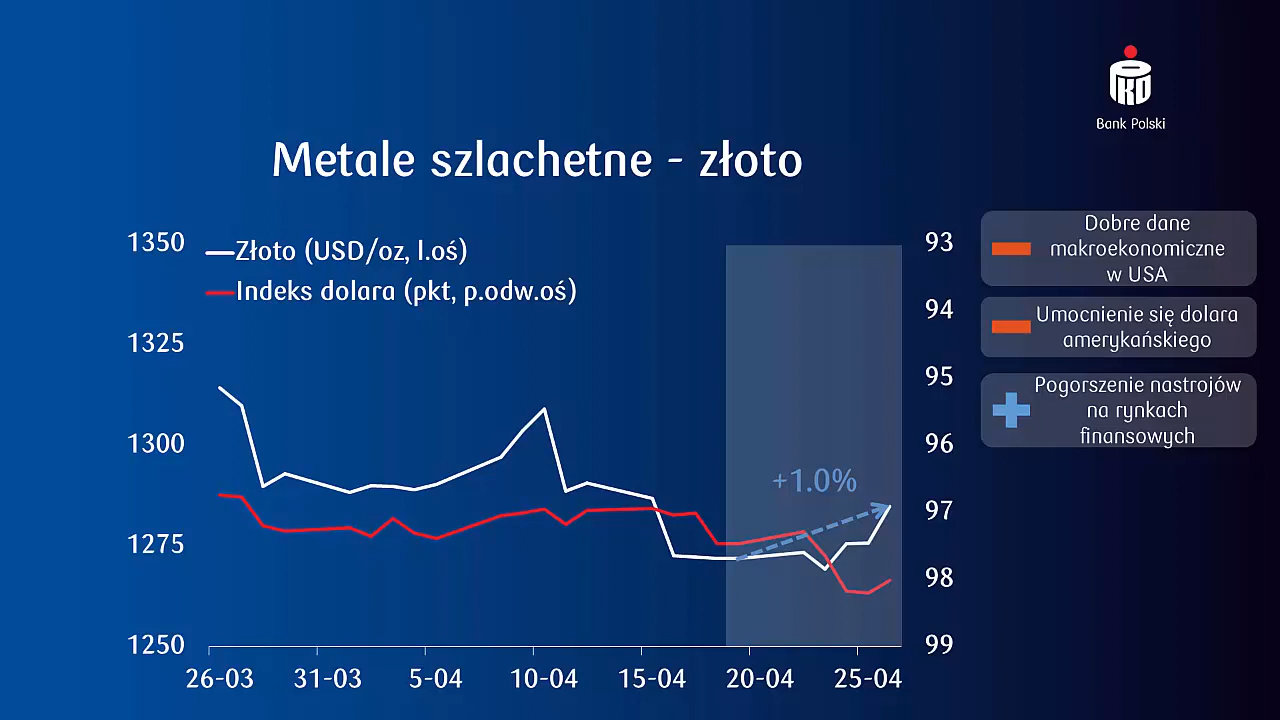 PKO
Bank Polski
Metale szlachetne - złoto
Złoto (USD/oz, l.oś)
Indeks dolara (pkt, p.odw.oś)
1350
1325
1300
1275
1250
93
94
95
96
97
98
99
+1.0%
26-03 31-03 5-04 10-04 15-04 20-04 25-04
Dobre dane
makroekonomiczne
w USA
Umocnienie się dolara
amerykańskiego
Pogorszenie nastrojów
na rynkach
finansowych